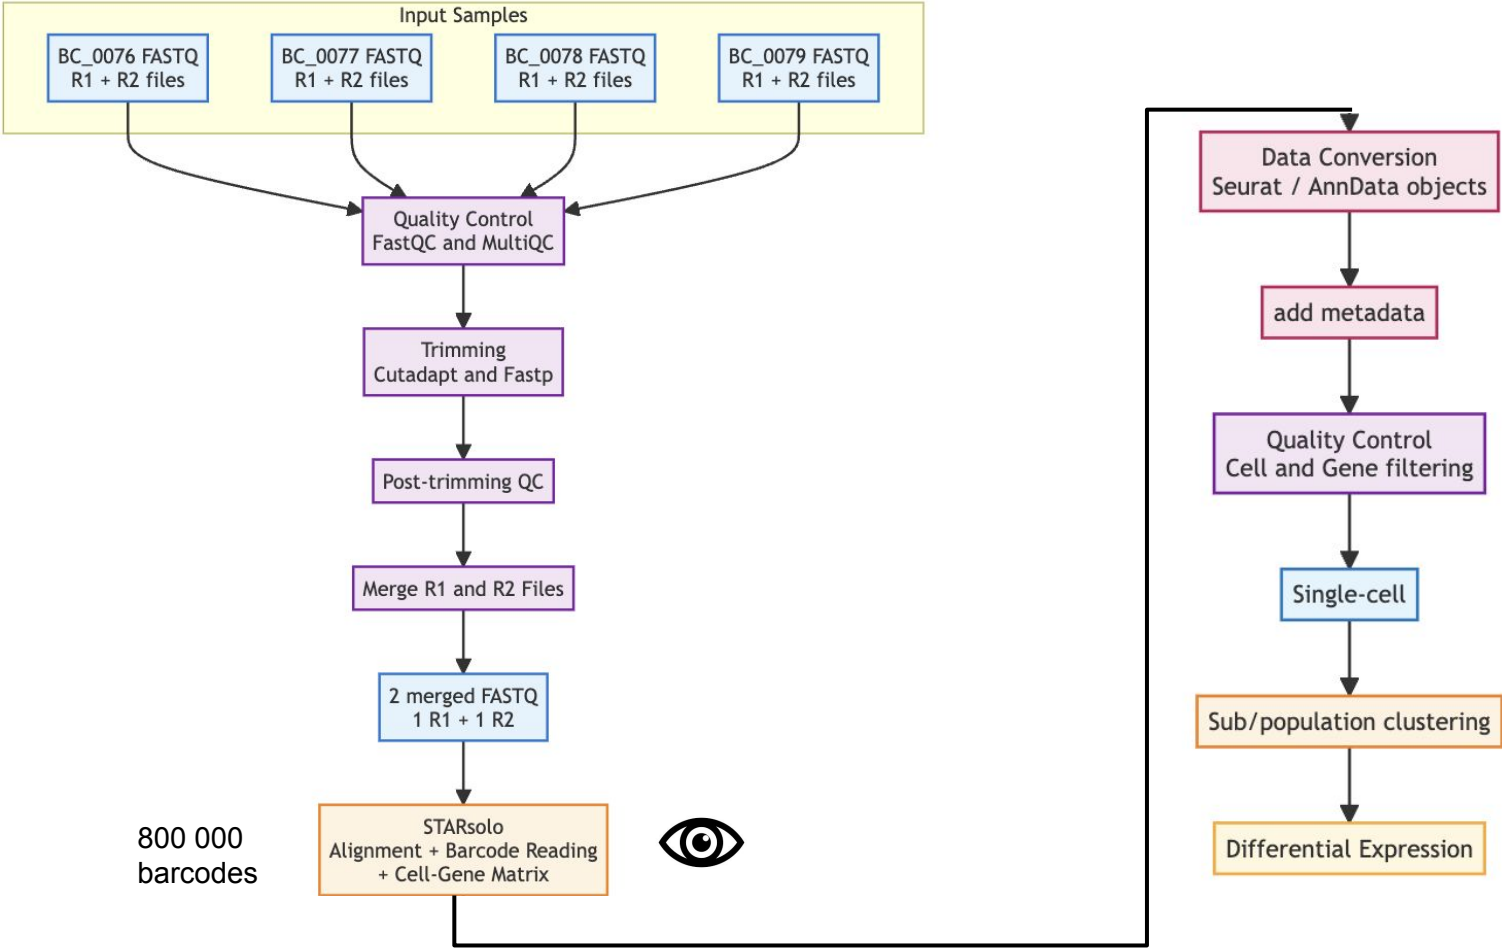 Input Samples
BC_0076 FASTQ
R1 + R2 files
BC_0077 FASTQ
R1 + R2 files
BC_0078 FASTQ
R1 + R2 files
BC_0079 FASTQ
R1 + R2 files
Quality Control
FastQC and MultiQC
Trimming
Cutadapt and Fastp
Post-trimming QC
Merge R1 and R2 Files
2 merged FASTQ
1 R1 + 1 R2
800 000
barcodes
STARsolo
Alignment + Barcode Reading
+ Cell-Gene Matrix
Data Conversion
Seurat / AnnData objects
add metadata
Quality Control
Cell and Gene filtering
Single-cell
Sub/population clustering
Differential Expression